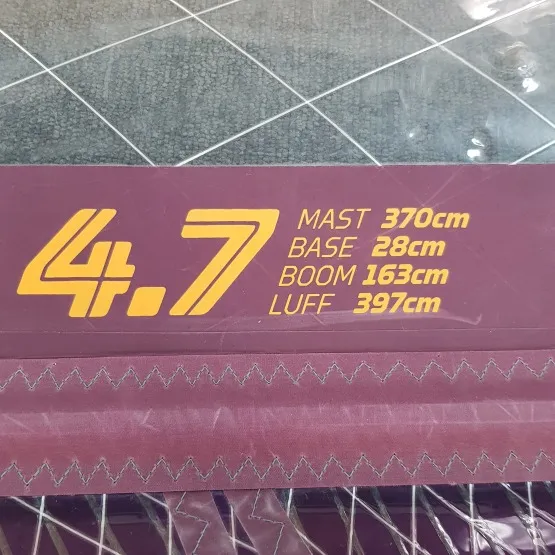 4.7
MAST 370cm
BASE 28cm
BOOM 163cm
LUFF 397cm